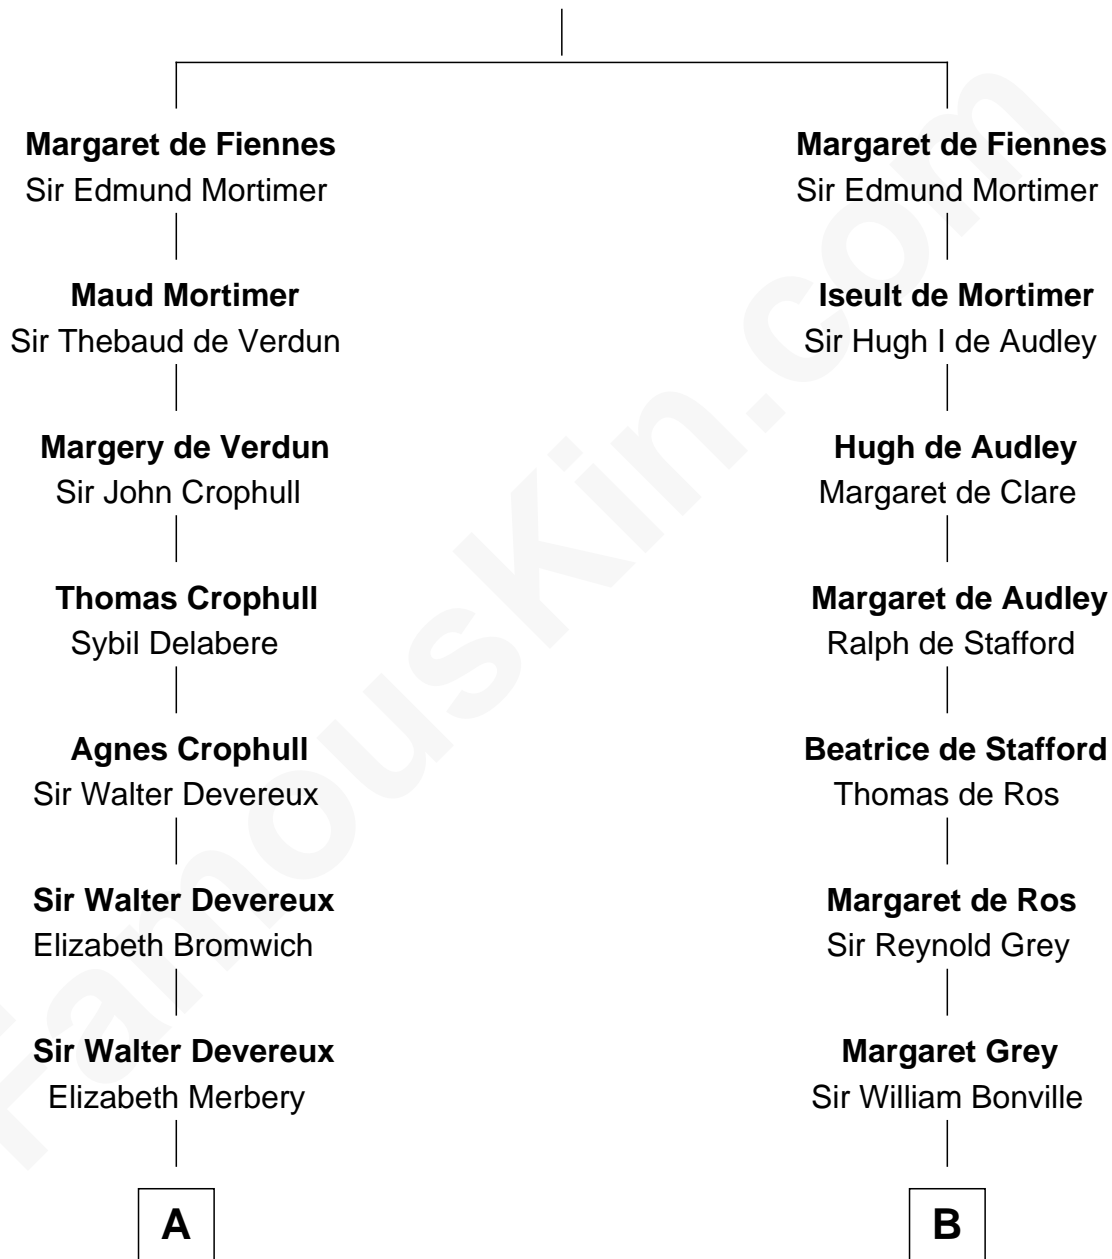 Margaret de Fiennes
Sir Edmund Mortimer
Maud Mortimer
Sir Thebaud de Verdun
Margery de Verdun
Sir John Crophull
Thomas Crophull
Sybil Delabere
Agnes Crophull
Sir Walter Devereux
Sir Walter Devereux
Elizabeth Bromwich
Sir Walter Devereux
Elizabeth Merbery
A
Margaret de Fiennes
Sir Edmund Mortimer
Iseult de Mortimer
Sir Hugh I de Audley
Hugh de Audley
Margaret de Clare
Margaret de Audley
Ralph de Stafford
Beatrice de Stafford
Thomas de Ros
Margaret de Ros
Sir Reynold Grey
Margaret Grey
Sir William Bonville
B
FamousKin.com